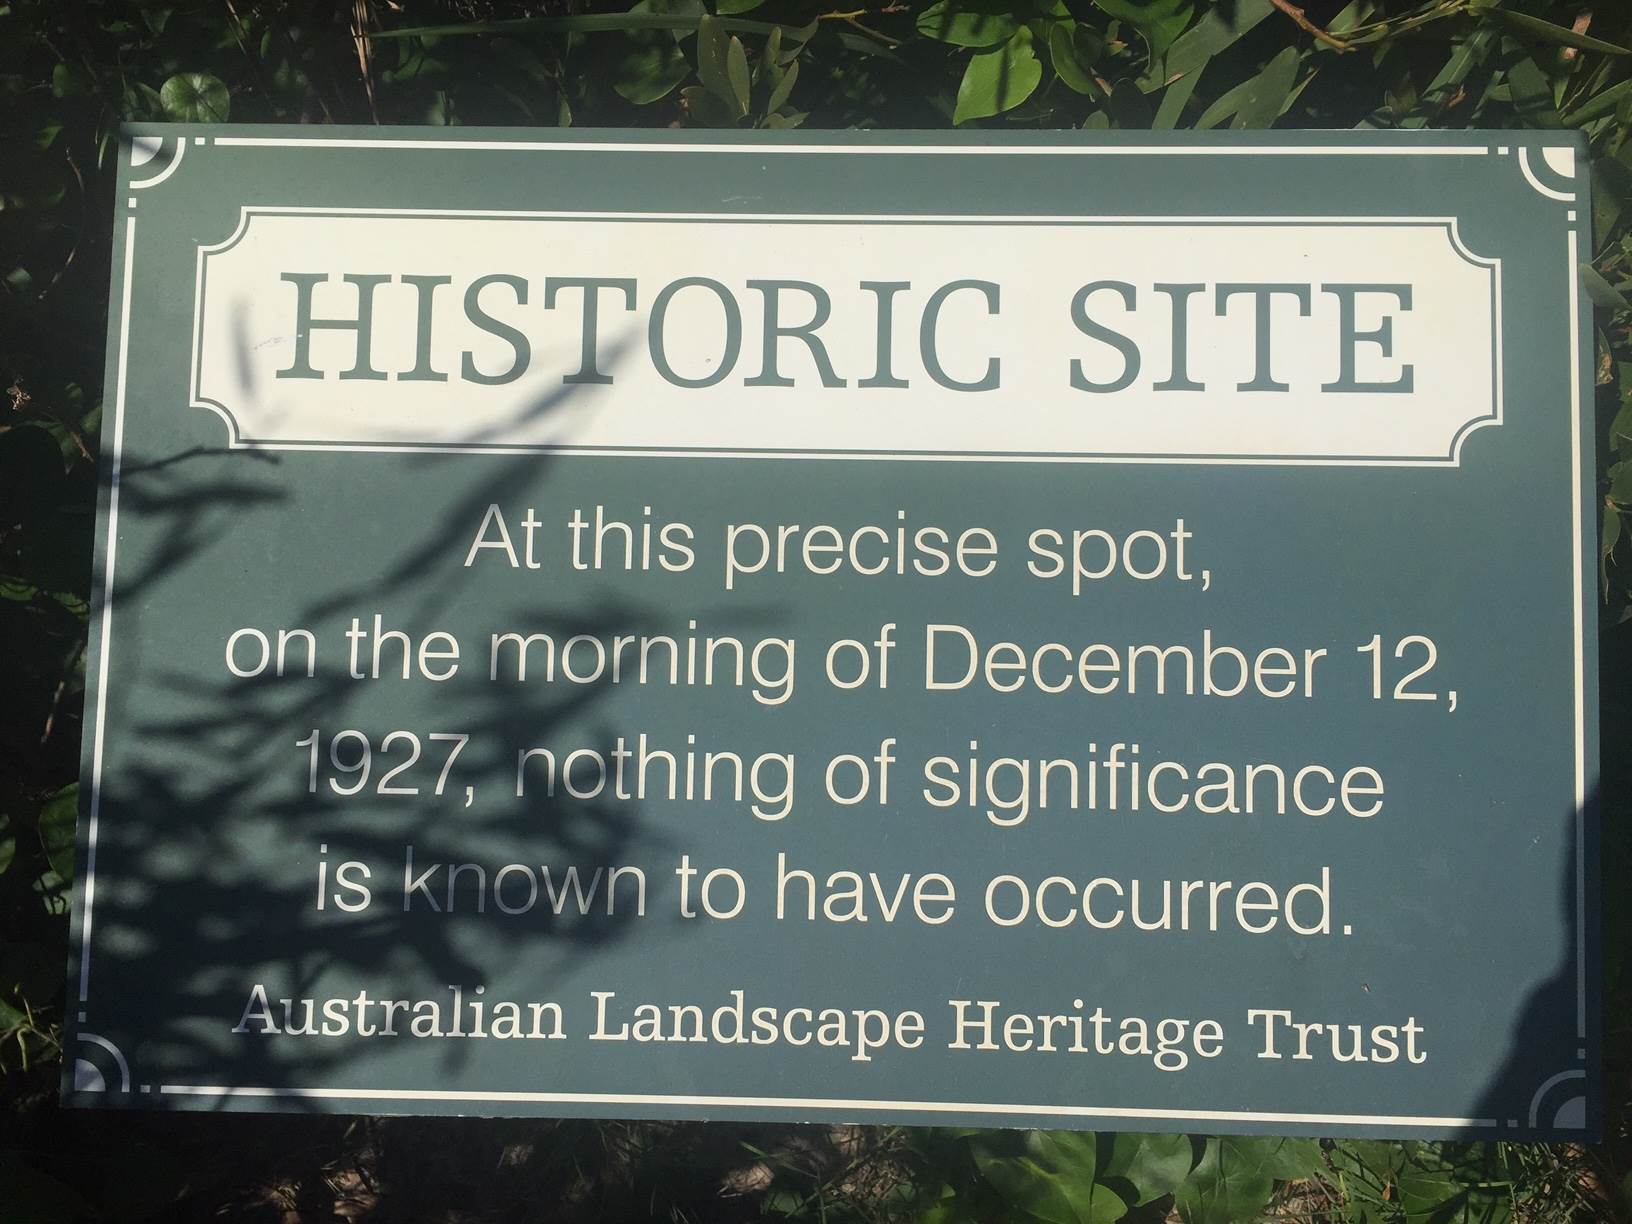 HISTORIC SITE
At this precise spot,
on the morning of December 12,
1927, nothing of significance
is known to have occurred.
Australian Landscape Heritage Trust